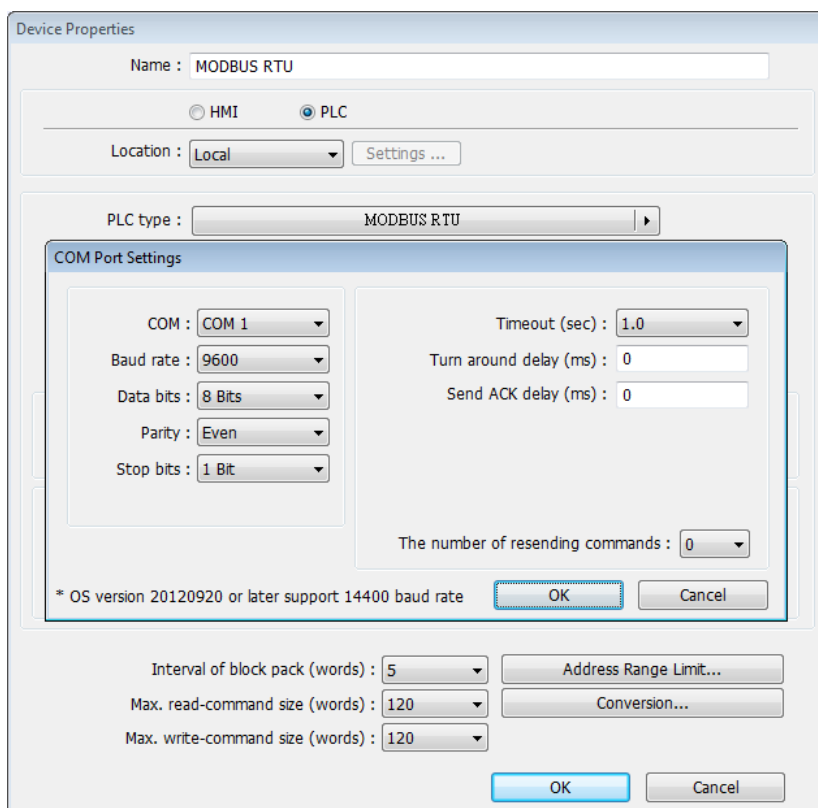 Device Properties
Name : MODBUS RTU
HMI PLC
Location : Local Settings ...
PLC type : MODBUS RTU
COM Port Settings
COM : COM 1 Timeout (sec) : 1.0
Baud rate : 9600 Turn around delay (ms) : 0
Data bits : 8 Bits Send ACK delay (ms) : 0
Parity : Even
Stop bits : 1 Bit
The number of resending commands : 0
* OS version 20120920 or later support 14400 baud rate OK Cancel
Interval of block pack (words) : 5 Address Range Limit...
Max. read-command size (words) : 120 Conversion...
Max. write-command size (words) : 120
OK Cancel